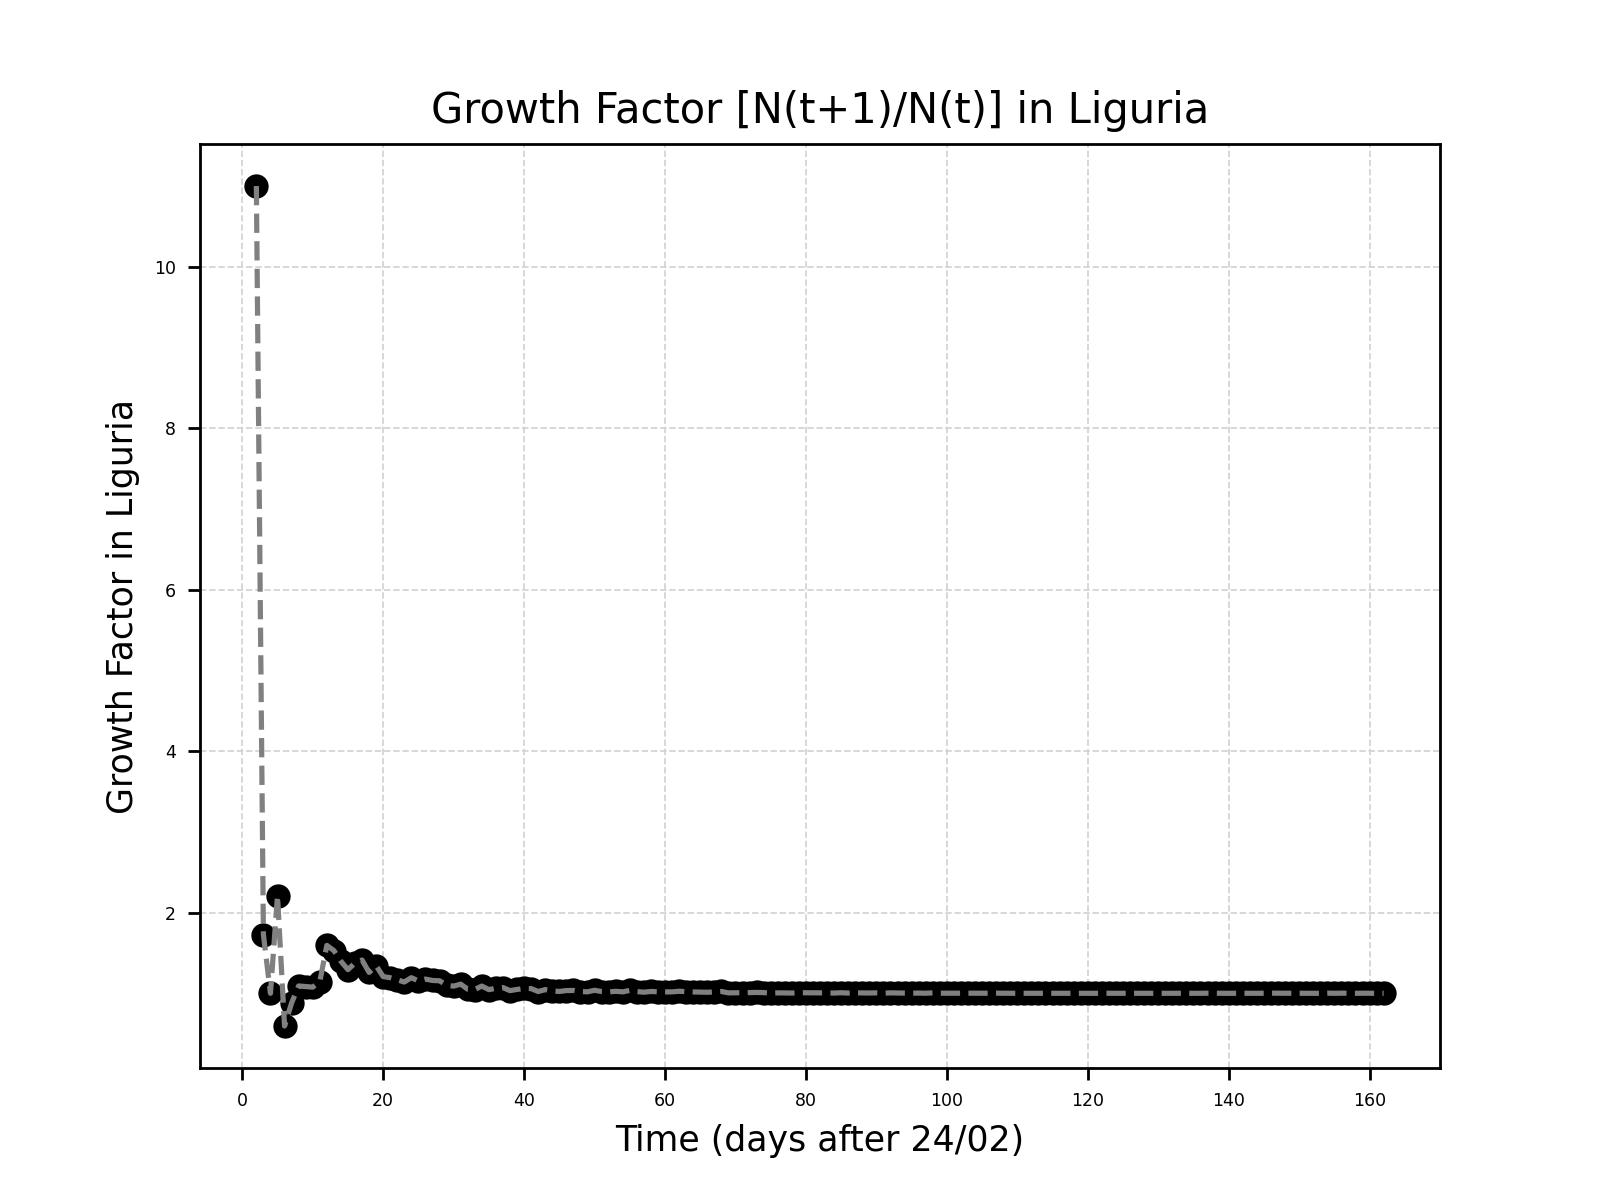 Growth Factor [N(t+1)/N(t)] in Liguria
Growth Factor in Liguria
10
8
6
4
2
0 20 40 60 80 100 120 140 160
Time (days after 24/02)